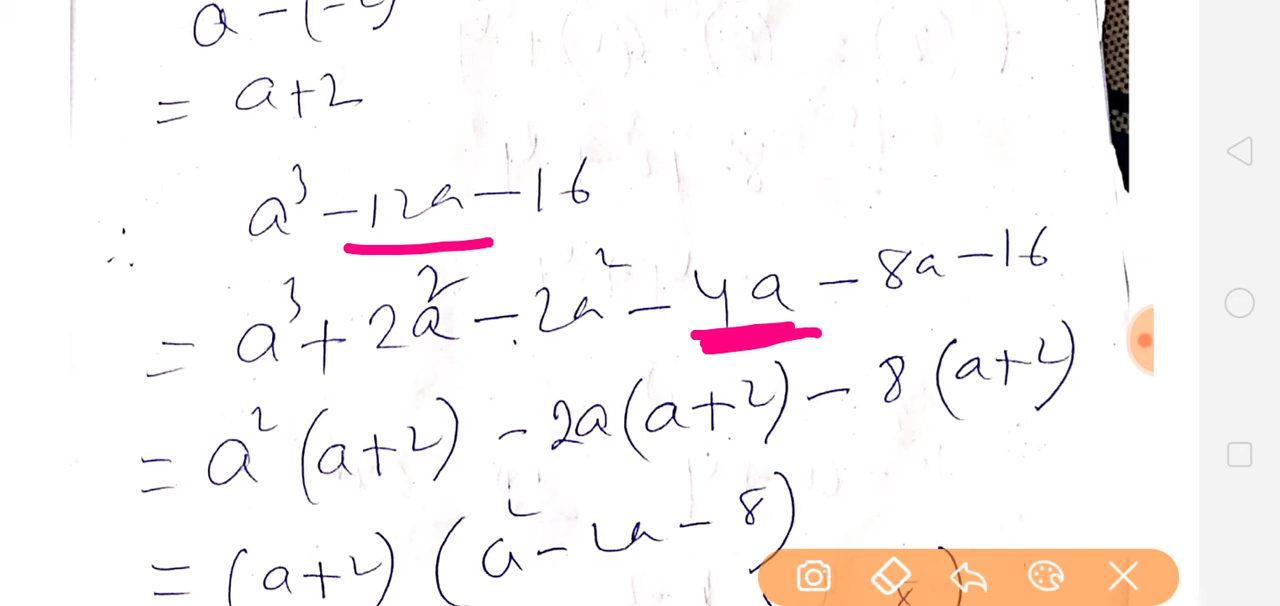 a - (-2)
= a+2
∴ a³ - 12a - 16
= a³ + 2a² - 2a² - 4a - 8a - 16
= a² (a+2) - 2a(a+2) - 8 (a+2)
= (a+2) (a² - 2a - 8)